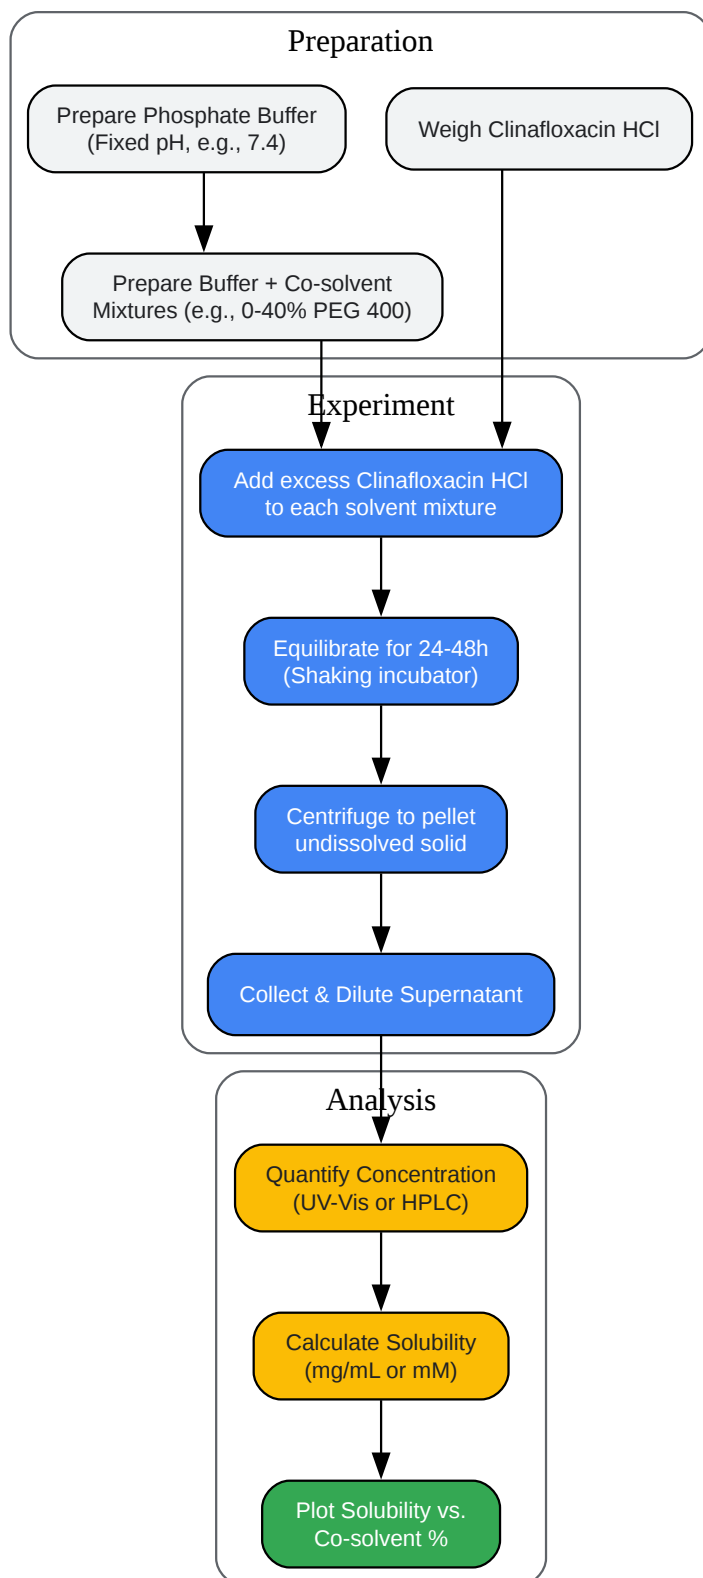 Preparation
Prepare Phosphate Buffer
(Fixed pH, e.g., 7.4)
Weigh Clinafloxacin HCl
Prepare Buffer + Co-solvent
Mixtures (e.g., 0-40% PEG 400)
Experiment
Add excess Clinafloxacin HCl
to each solvent mixture
Equilibrate for 24-48h
(Shaking incubator)
Centrifuge to pellet
undissolved solid
Collect & Dilute Supernatant
Analysis
Quantify Concentration
(UV-Vis or HPLC)
Calculate Solubility
(mg/mL or mM)
Plot Solubility vs.
Co-solvent %